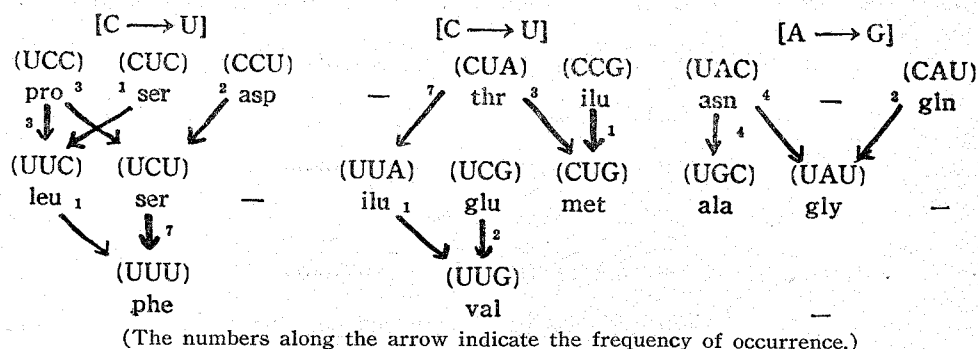 [C → U] [C → U] [A → G]
(UCC) (CUC) (CCU) (CUA) (CCG) (UAC) (CAU)
pro 3 1 ser 2 asp — 7 thr 3 ilu asn 4 — 2 gln
3 1 4
(UUC) (UCU) (UUA) (UCG) (CUG) (UGC) (UAU)
leu 1 ser — ilu 1 glu met ala gly —
7 2
(UUU) (UUG)
phe val —
(The numbers along the arrow indicate the frequency of occurrence.)